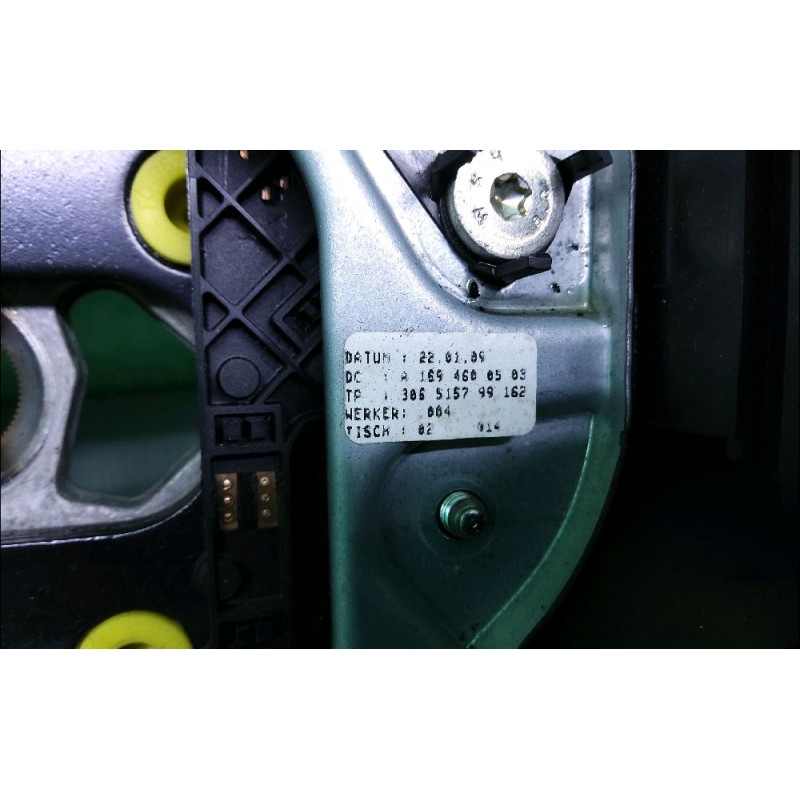 DATUM : 22.01.09
DC : A 169 460 05 03
TP : 306 5157 99 162
WERKER: 004
TISCH : 02 014